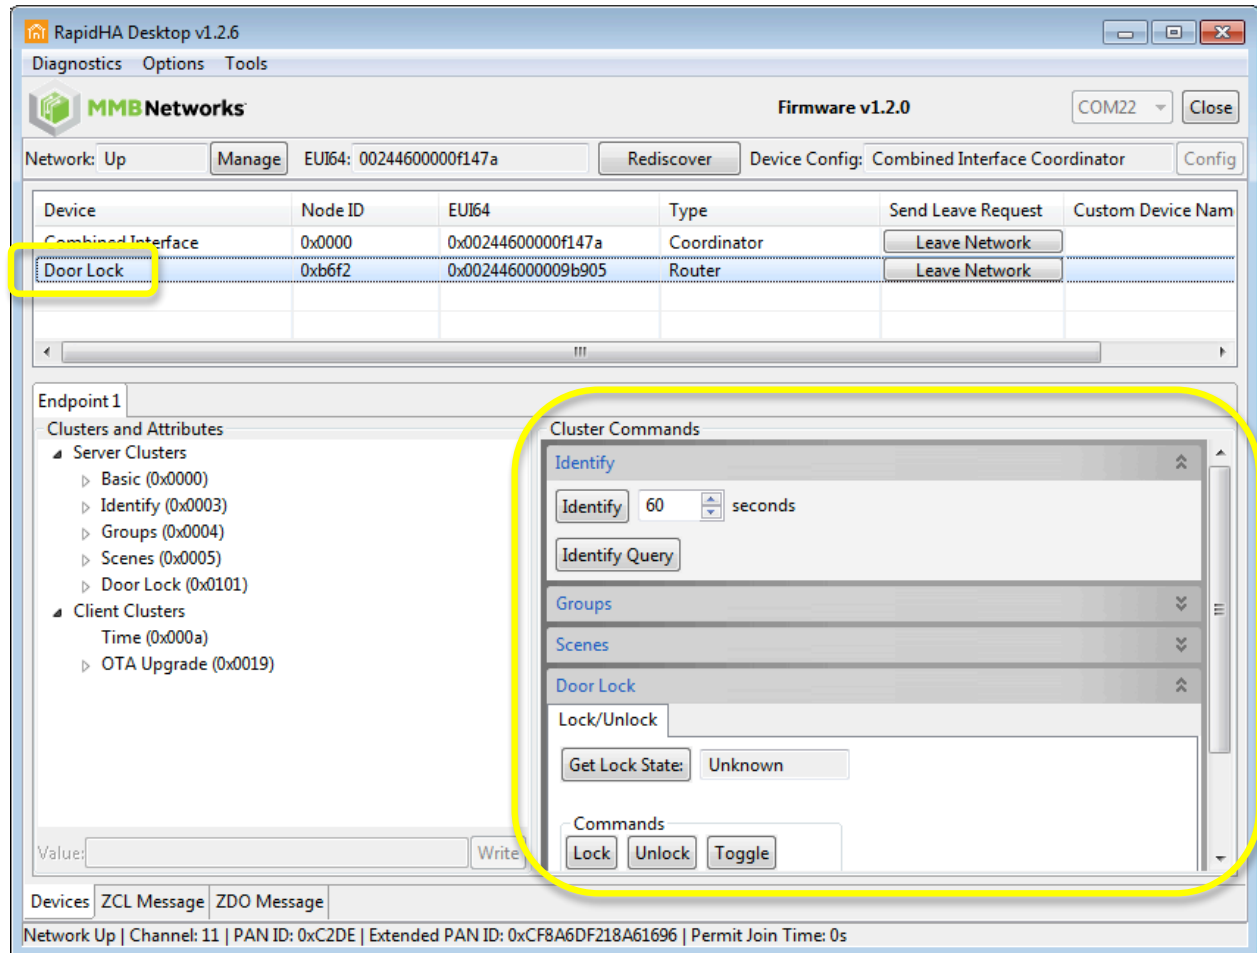 RapidHA Desktop v1.2.6
Diagnostics Options Tools
MMBNetworks Firmware v1.2.0 COM22 Close
Network: Up Manage EUI64: 00244600000f147a Rediscover Device Config: Combined Interface Coordinator Config
Device Node ID EUI64 Type Send Leave Request Custom Device Nam
Combined Interface 0x0000 0x00244600000f147a Coordinator Leave Network
Door Lock 0xb6f2 0x002446000009b905 Router Leave Network
Endpoint 1
Clusters and Attributes
Server Clusters
Basic (0x0000)
Identify (0x0003)
Groups (0x0004)
Scenes (0x0005)
Door Lock (0x0101)
Client Clusters
Time (0x000a)
OTA Upgrade (0x0019)
Value: Write
Cluster Commands
Identify
Identify 60 seconds
Identify Query
Groups
Scenes
Door Lock
Lock/Unlock
Get Lock State: Unknown
Commands
Lock Unlock Toggle
Devices ZCL Message ZDO Message
Network Up | Channel: 11 | PAN ID: 0xC2DE | Extended PAN ID: 0xCF8A6DF218A61696 | Permit Join Time: 0s